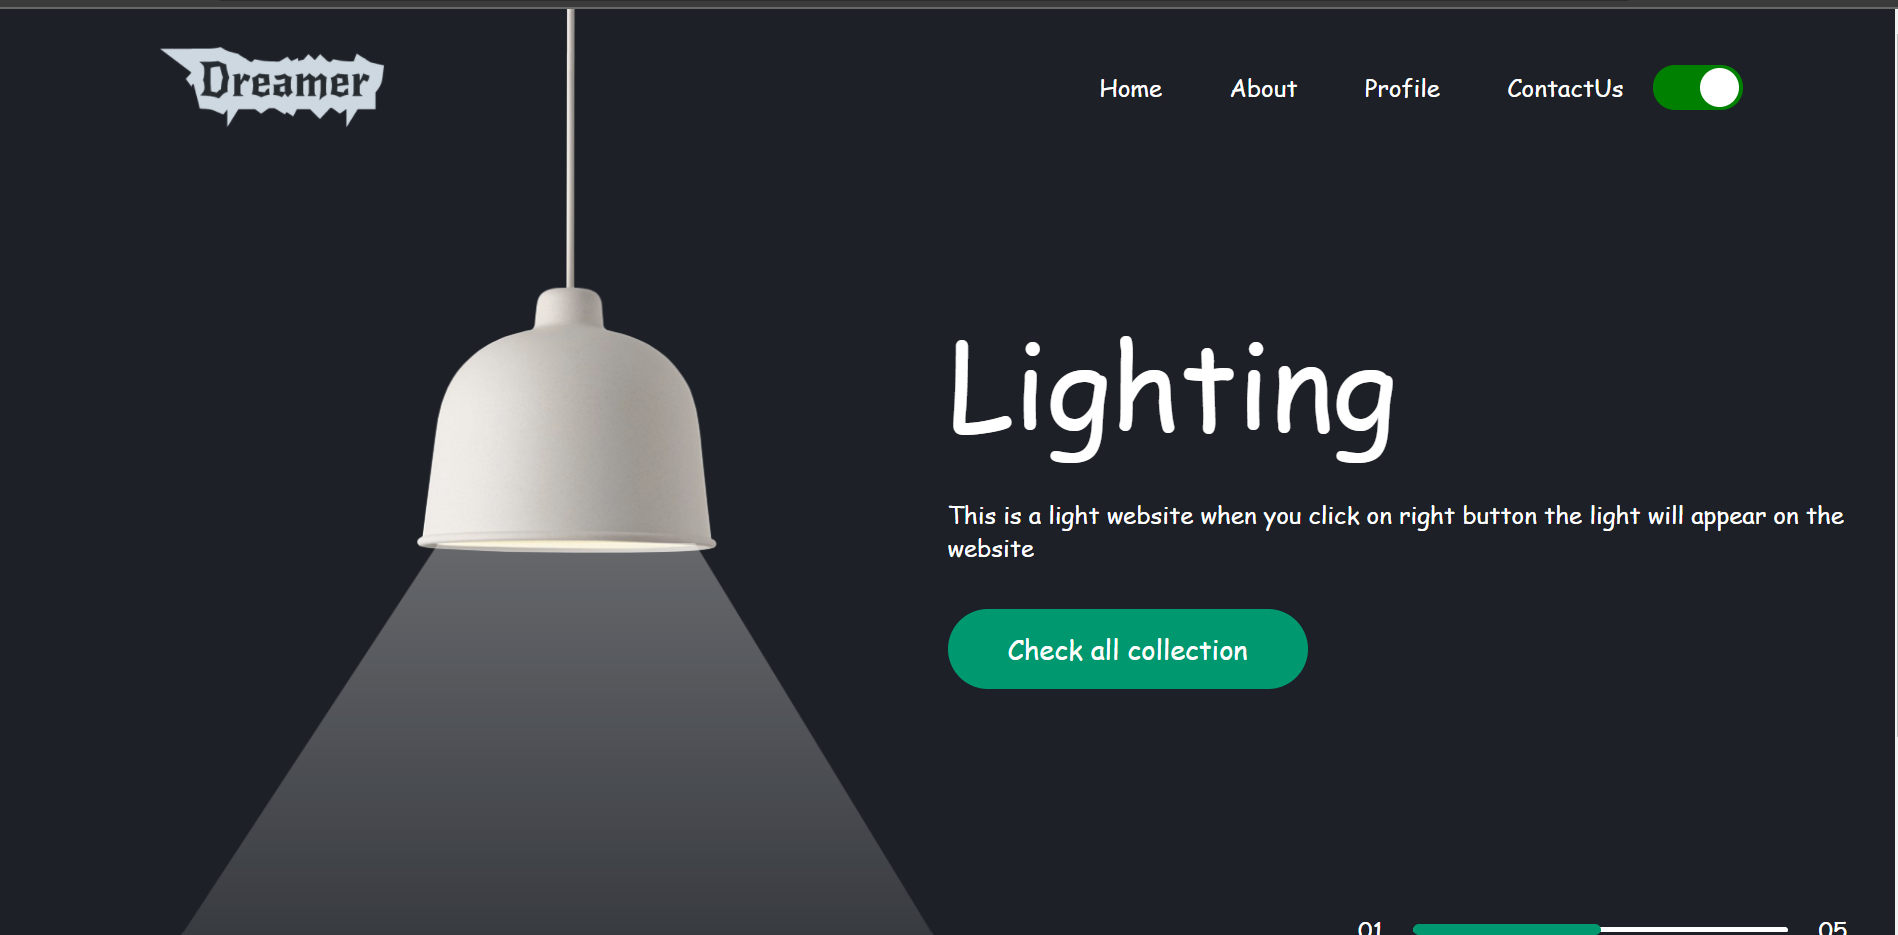 Dreamer
Home About Profile ContactUs
Lighting
This is a light website when you click on right button the light will appear on the
website
Check all collection
01 05